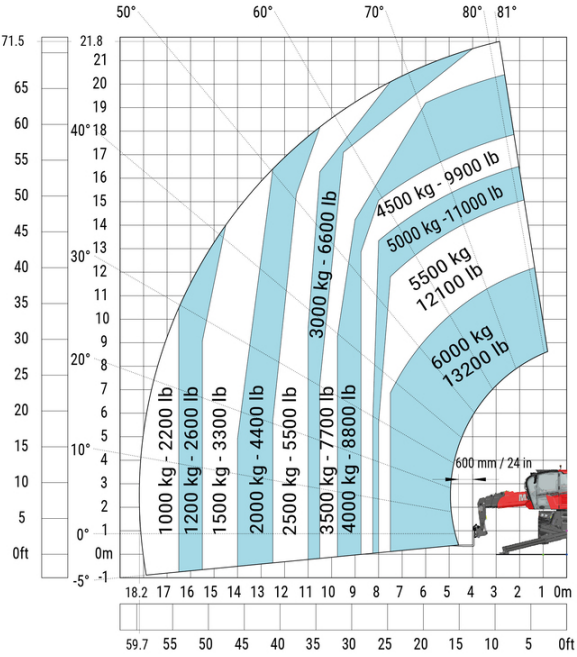 50° 60° 70° 80° 81°
71.5 21.8
21
65 20
19
60 40° 18
17
55 16
50 15
14
45 30° 13
40 12
11
35 10
30 9
20° 8
25 7
20 6
5
15 10° 4
10 3
2
5 0° 1
0ft 0m
-5° -1
1000 kg - 2200 lb
1200 kg - 2600 lb
1500 kg - 3300 lb
2000 kg - 4400 lb
2500 kg - 5500 lb
3000 kg - 6600 lb
3500 kg - 7700 lb
4000 kg - 8800 lb
4500 kg - 9900 lb
5000 kg -11000 lb
5500 kg
12100 lb
6000 kg
13200 lb
600 mm / 24 in
18.2 17 16 15 14 13 12 11 10 9 8 7 6 5 4 3 2 1 0m
59.7 55 50 45 40 35 30 25 20 15 10 5 0ft